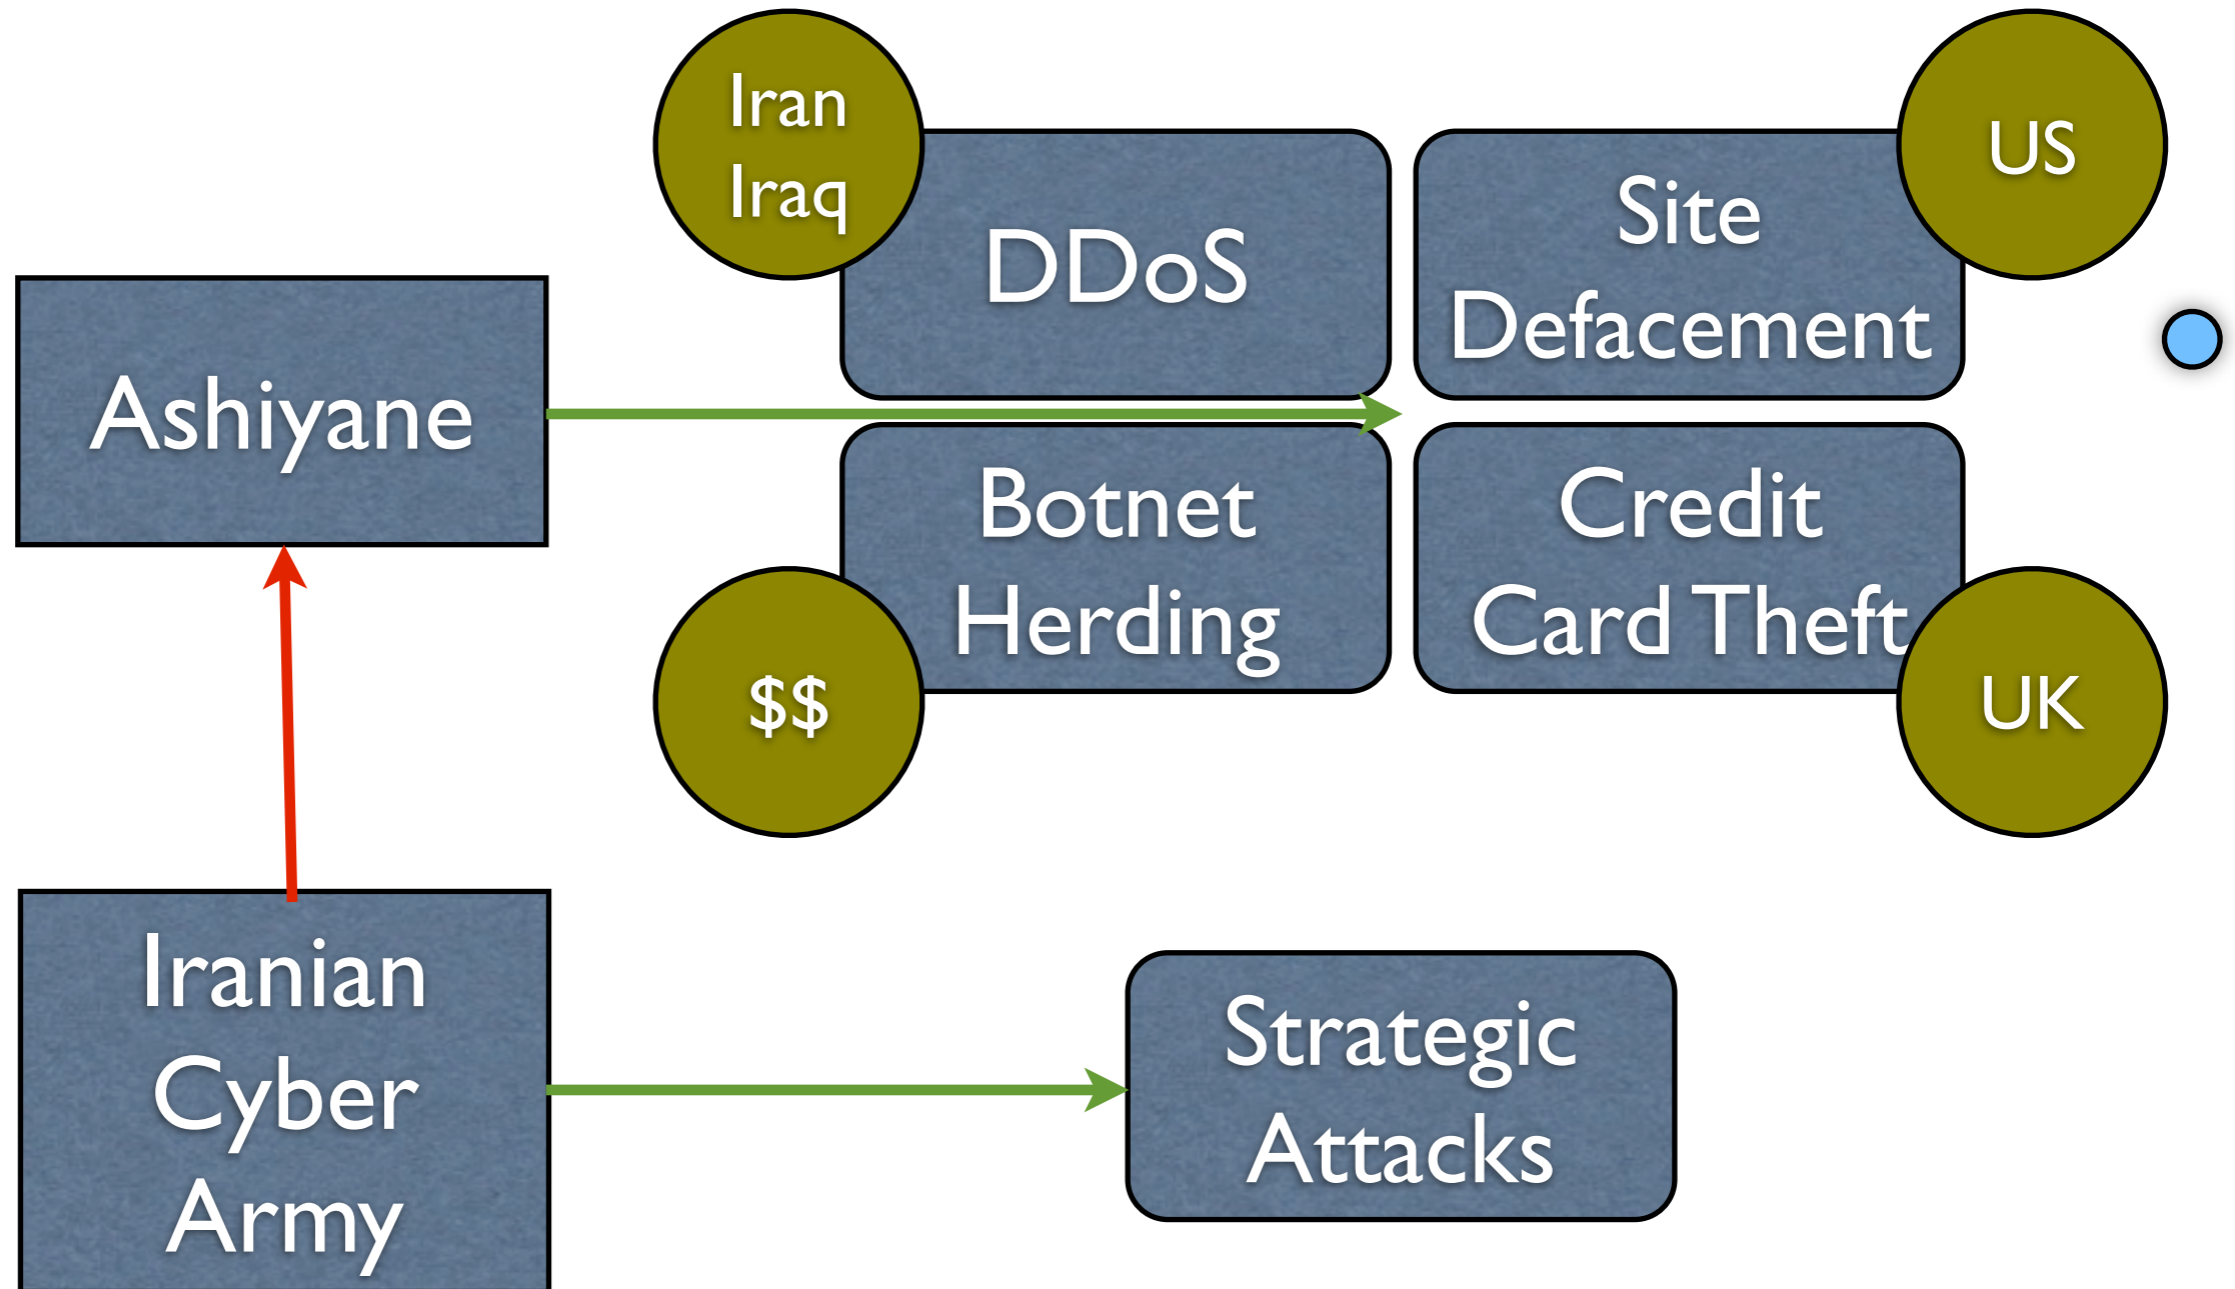 Iran
Iraq
DDoS
Site
Defacement
US
Ashiyane
Botnet
Herding
$$
Credit
Card Theft
UK
Iranian
Cyber
Army
Strategic
Attacks